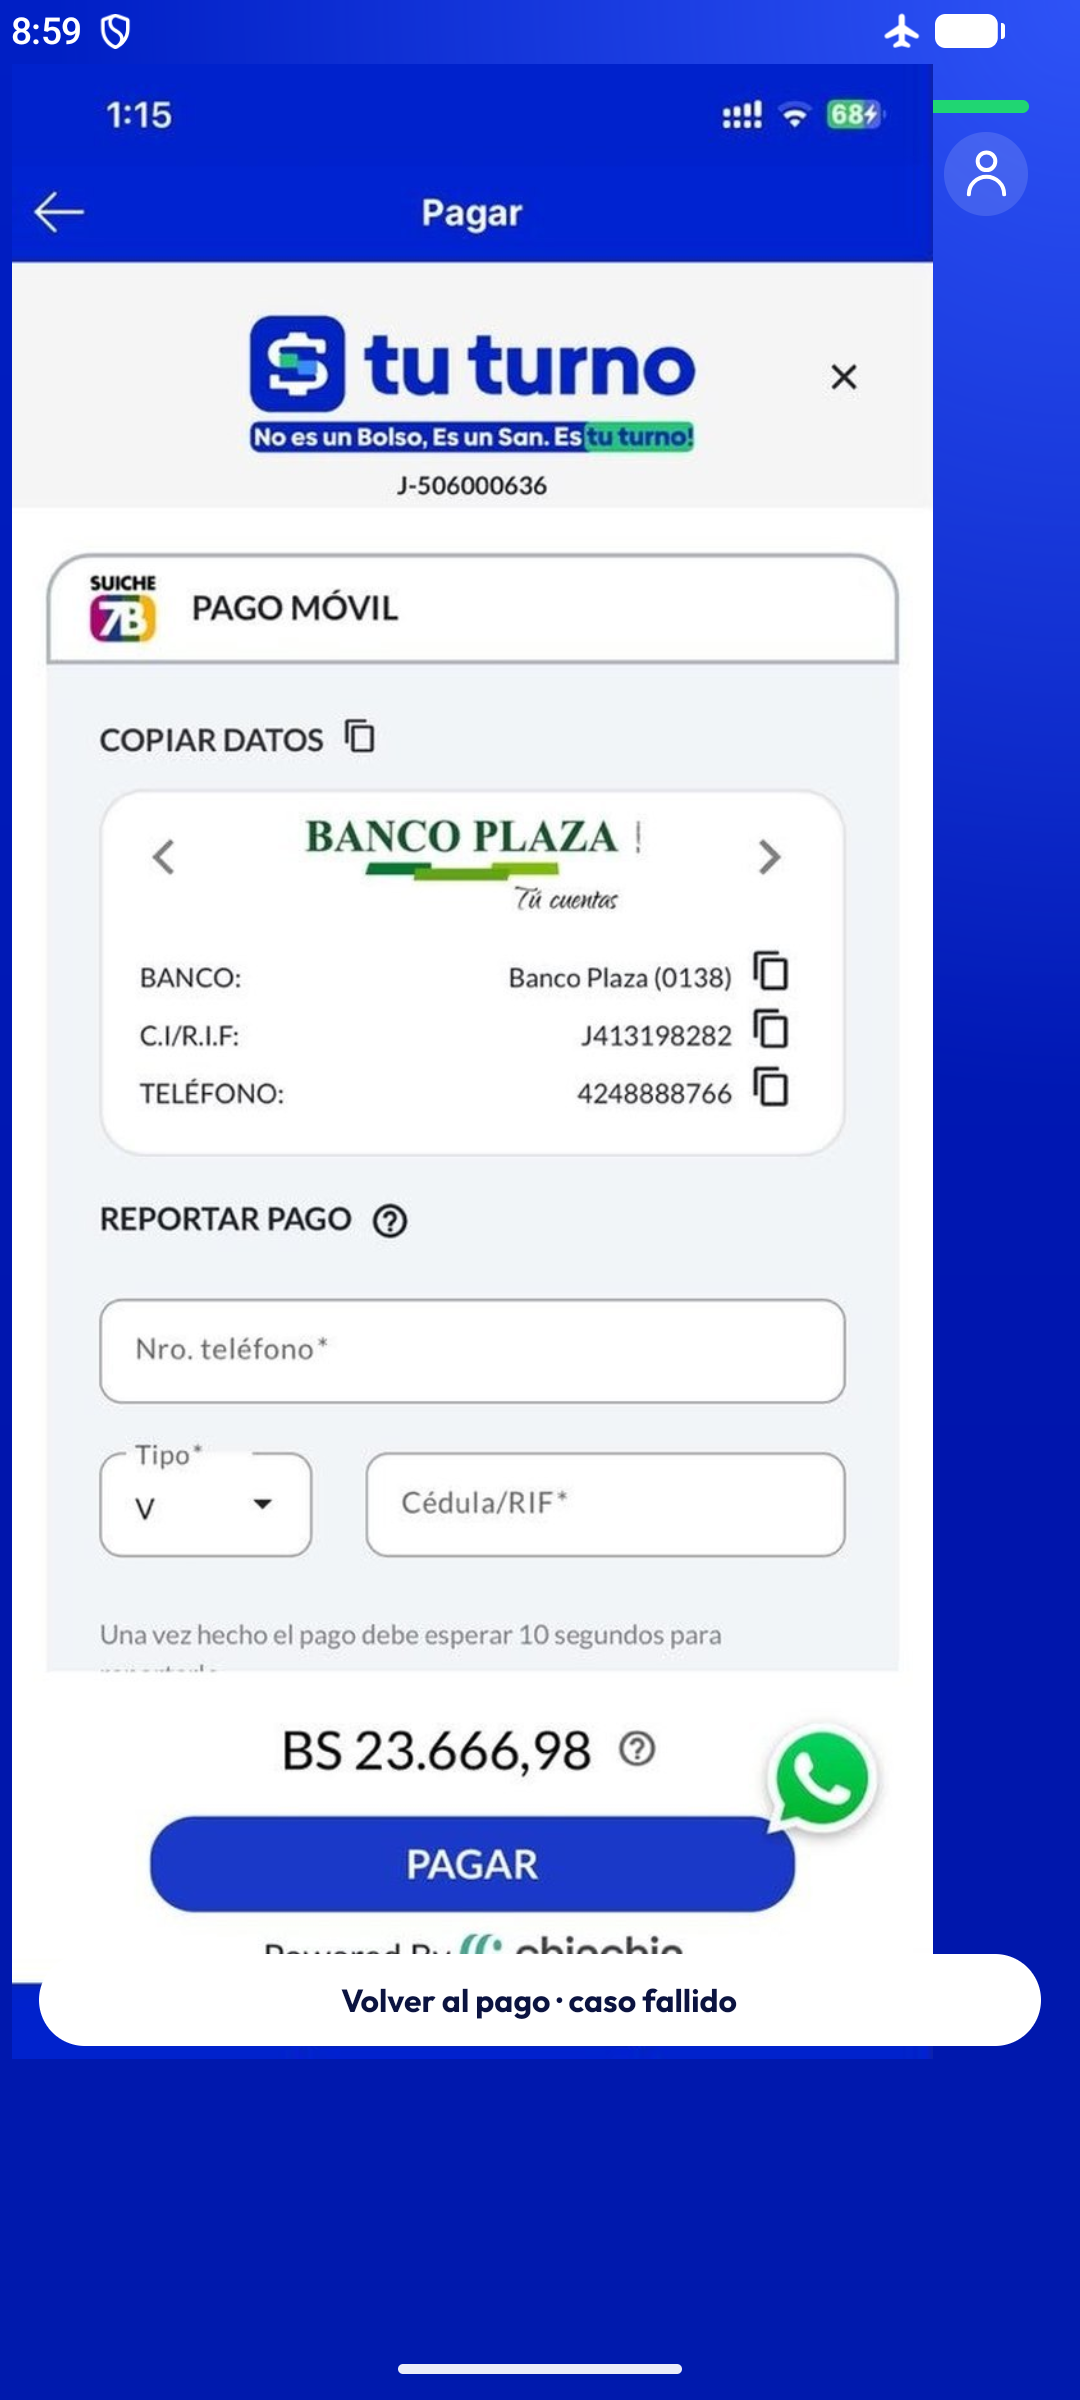 8:59
1:15
68
Pagar
tu turno
No es un Bolso, Es un San. Es tu turno!
J-506000636
SUICHE
7B
PAGO MÓVIL
COPIAR DATOS
BANCO PLAZA
Tú cuentas
BANCO: Banco Plaza (0138)
C.I/R.I.F: J413198282
TELÉFONO: 4248888766
REPORTAR PAGO
Nro. teléfono*
Tipo*
V
Cédula/RIF*
Una vez hecho el pago debe esperar 10 segundos para
BS 23.666,98
PAGAR
Powered By
Volver al pago · caso fallido